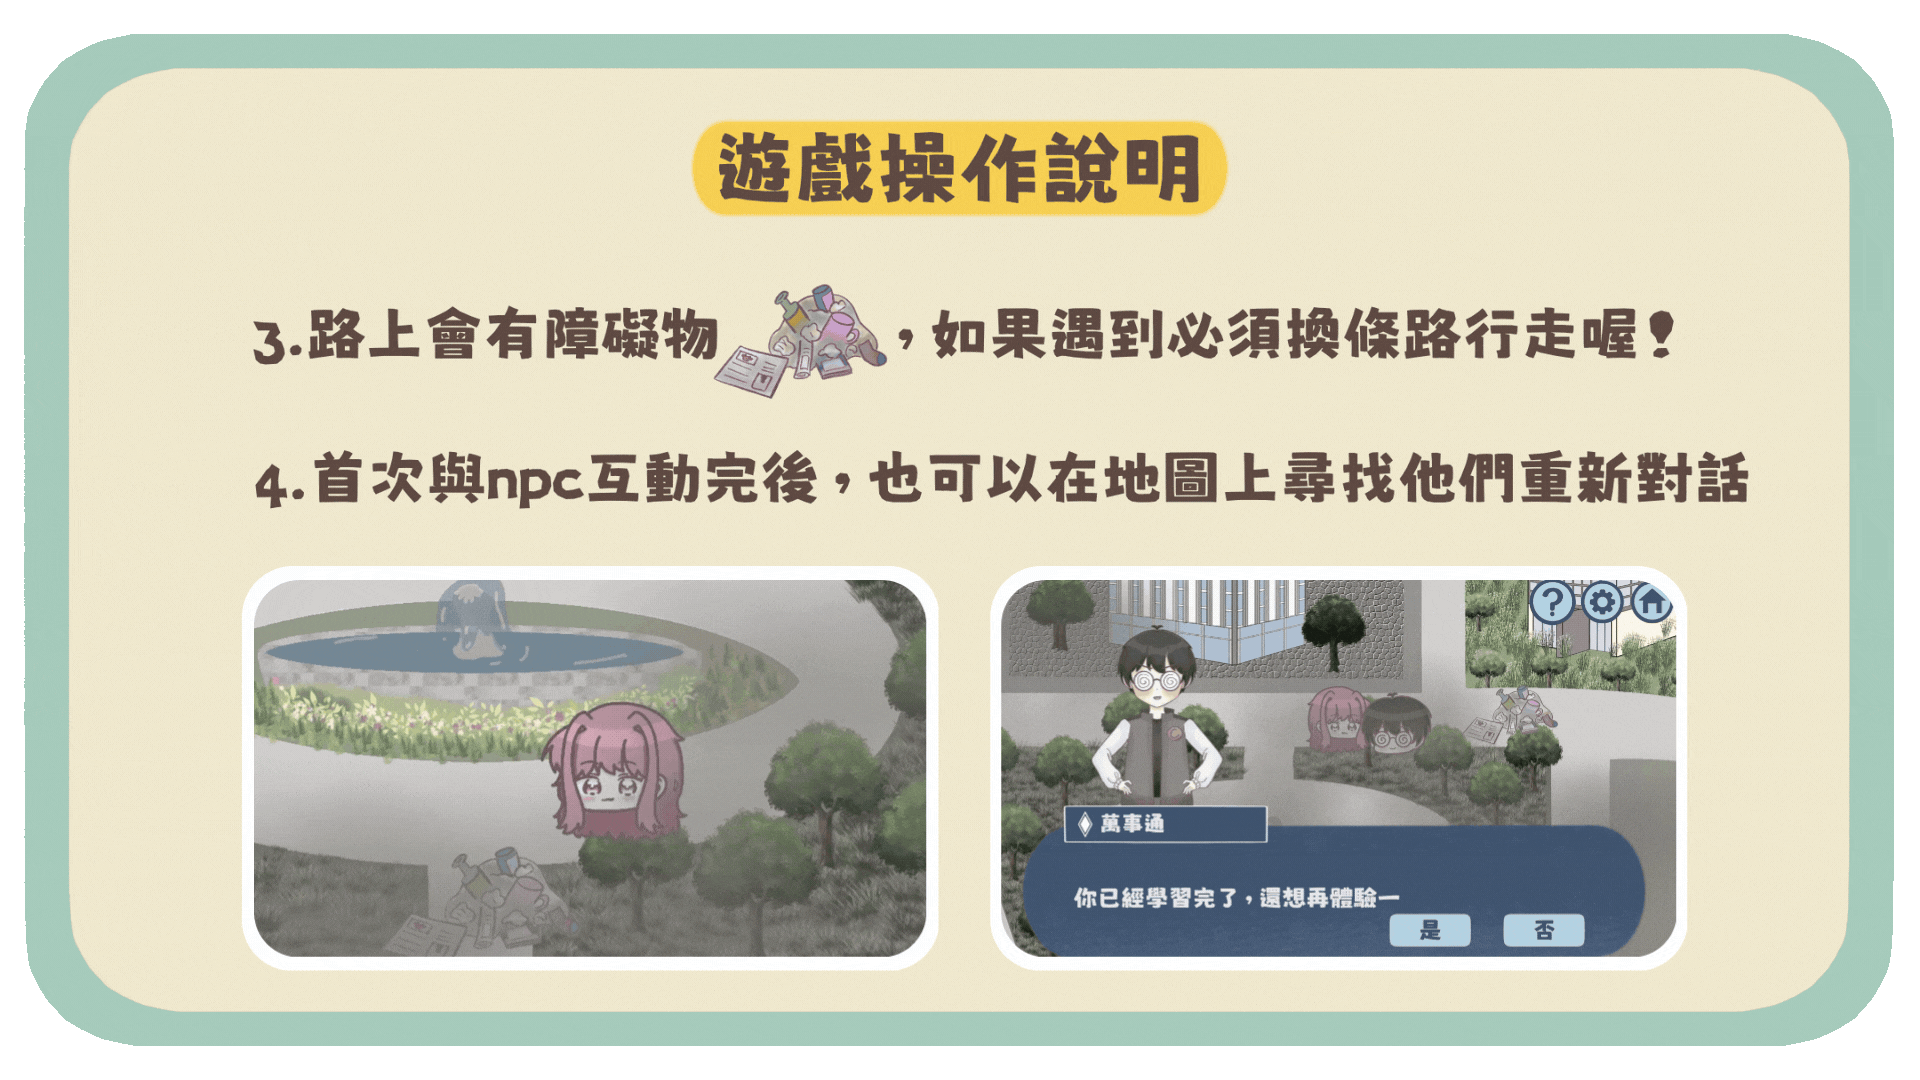 遊戲操作說明
3.路上會有障礙物，如果遇到必須換條路行走喔！
4.首次與npc互動完後，也可以在地圖上尋找他們重新對話
?
萬事通
你已經學習完了，還想再體驗一
是 否